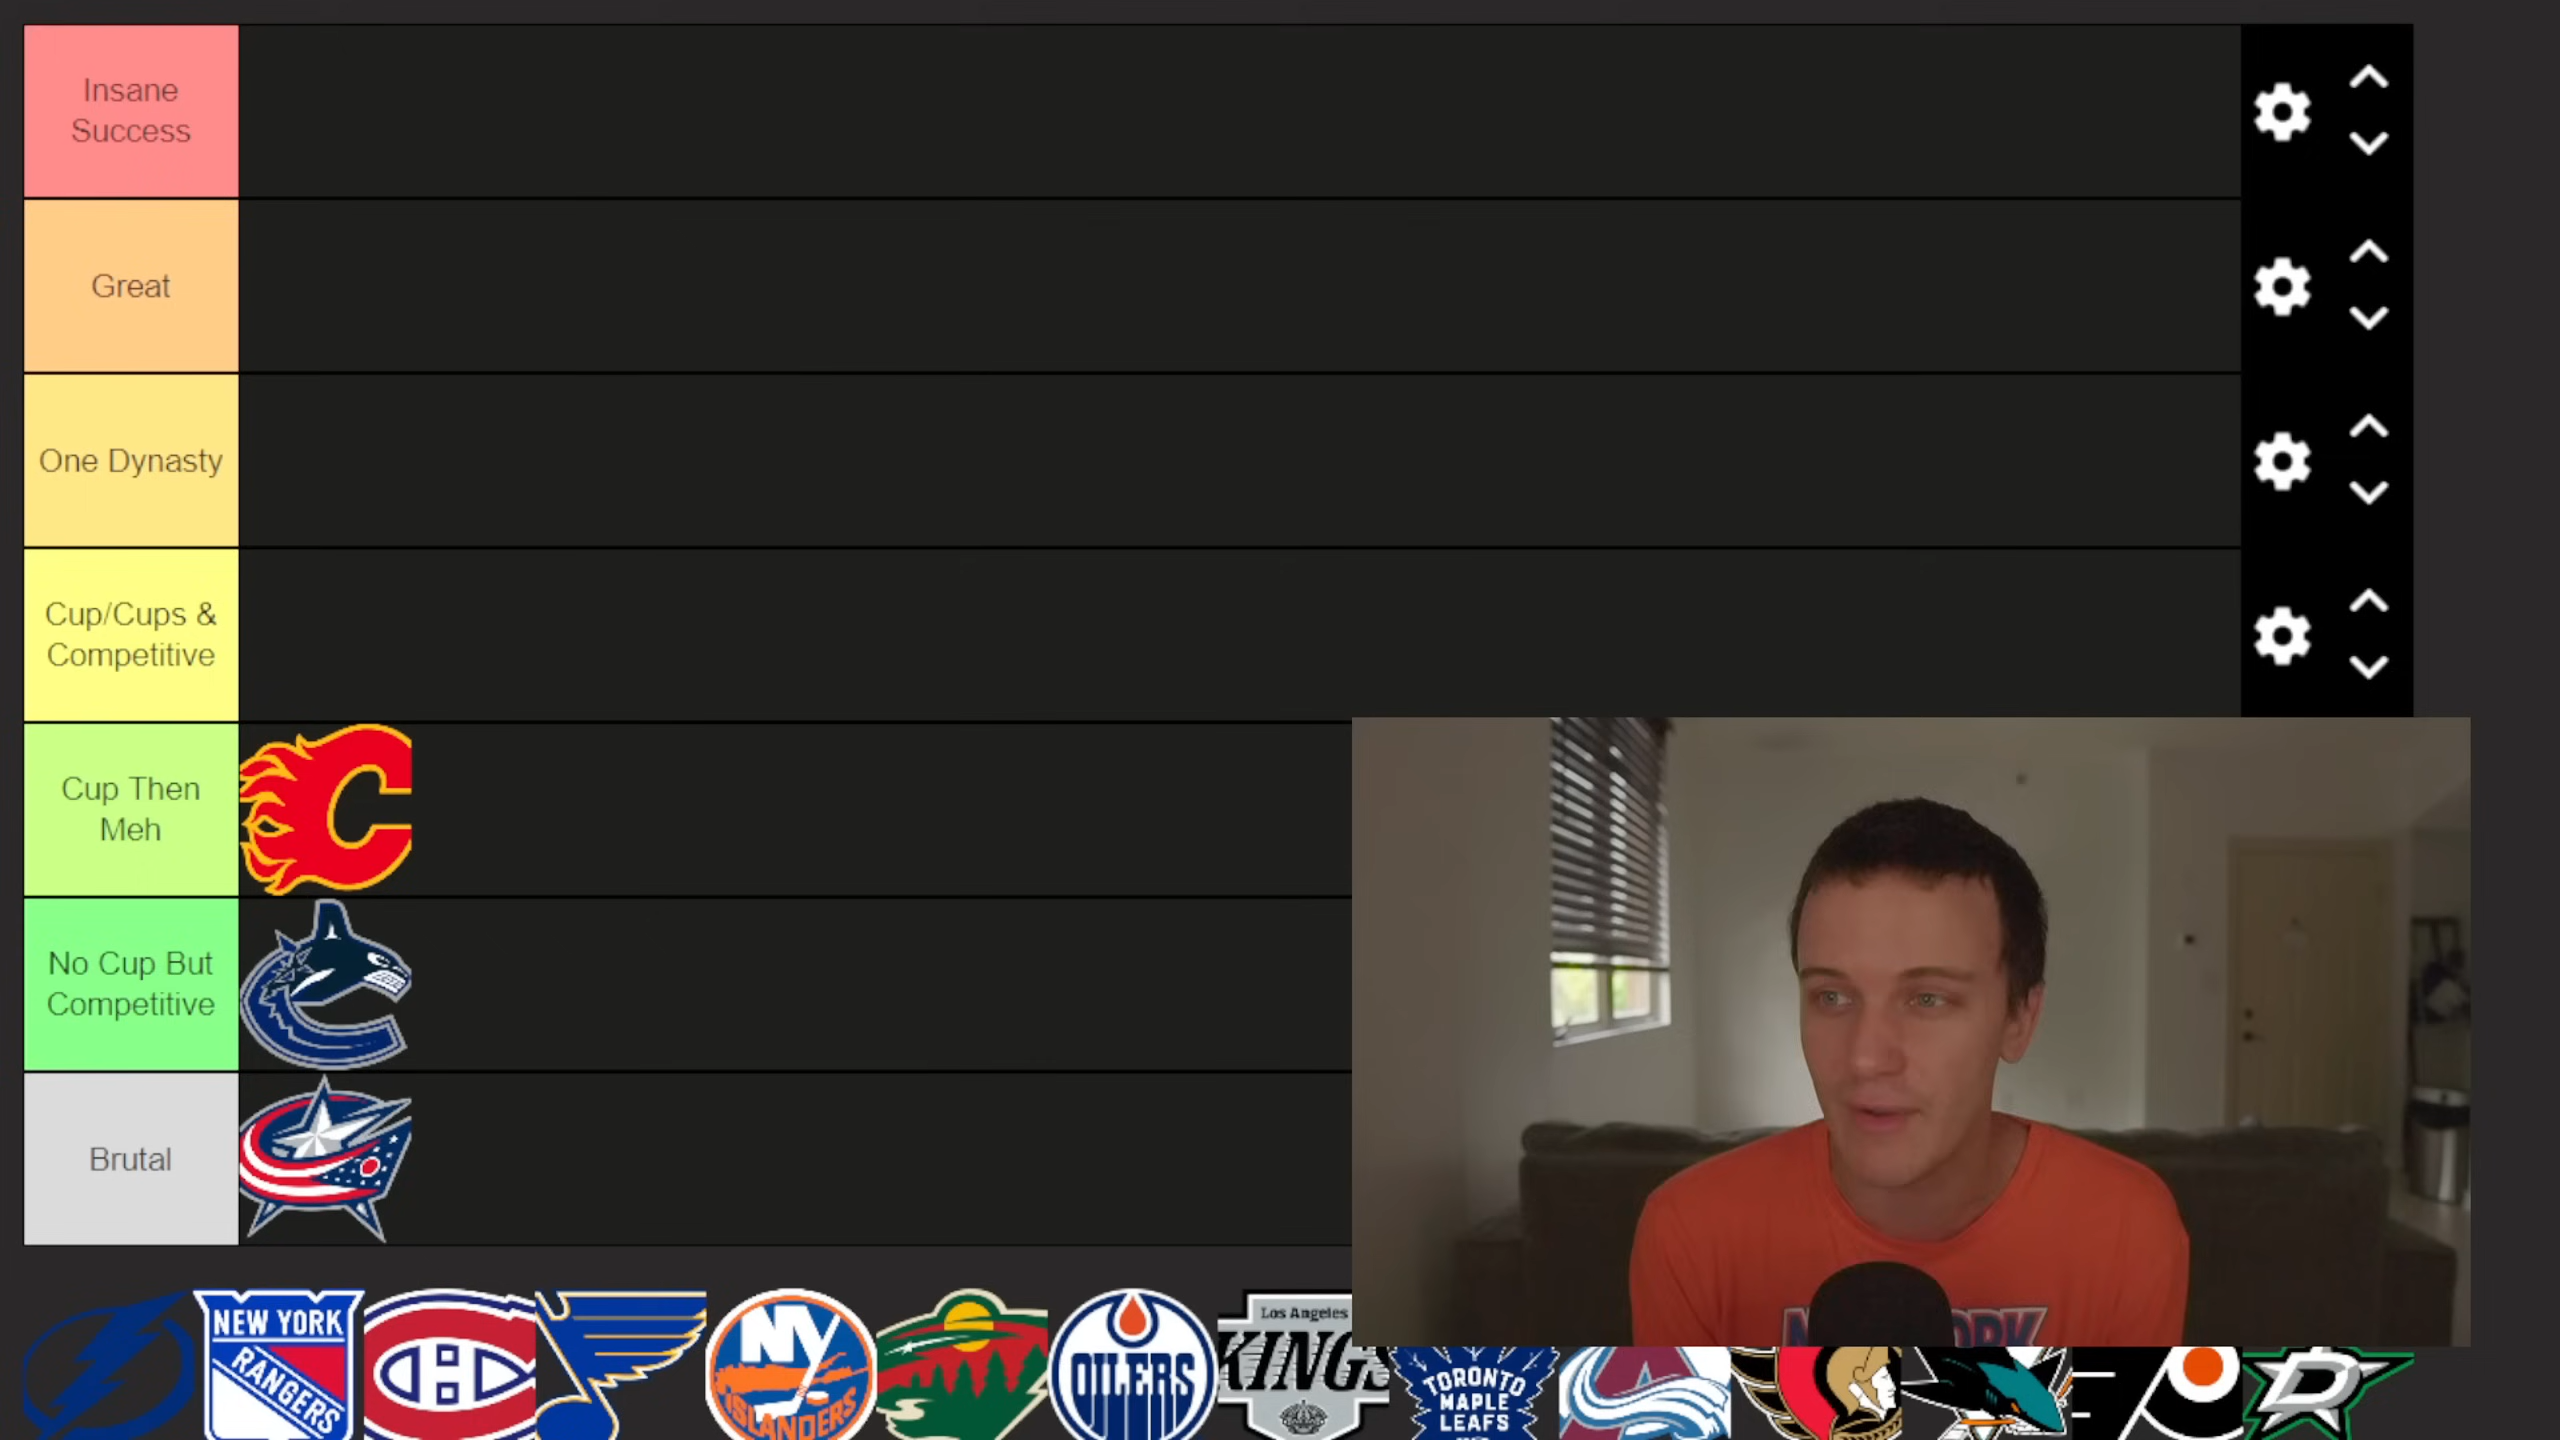 Insane
Success
Great
One Dynasty
Cup/Cups &
Competitive
Cup Then
Meh
No Cup But
Competitive
Brutal
NEW YORK
RANGERS
NY
ISLANDERS
OILERS
Los Angeles
KINGS
TORONTO
MAPLE
LEAFS